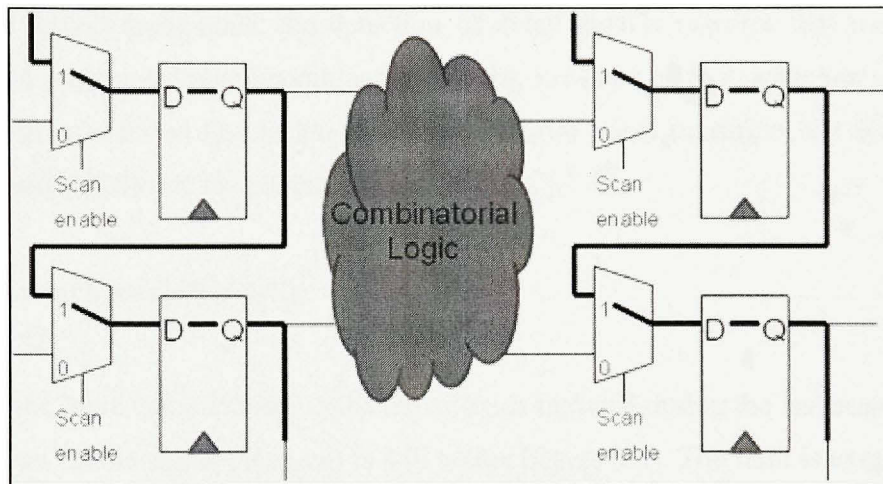 1
D
Q
0
Scan
enable
1
D
Q
0
Scan
enable
Combinatorial
Logic
1
D
Q
0
Scan
enable
1
D
Q
0
Scan
enable